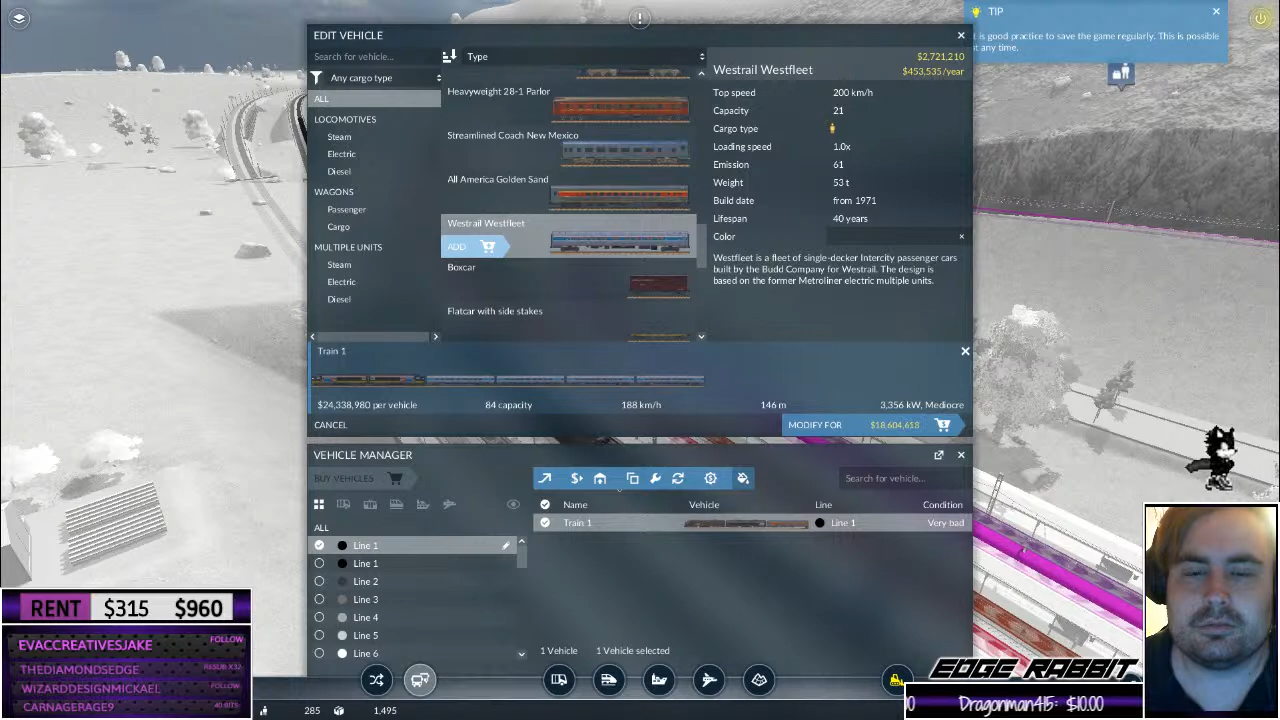 TIP
is good practice to save the game regularly. This is possible
at any time.
EDIT VEHICLE
Search for vehicle...
Type
$2,721,210
$453,535/year
Any cargo type
ALL
LOCOMOTIVES
Steam
Electric
Diesel
WAGONS
Passenger
Cargo
MULTIPLE UNITS
Steam
Electric
Diesel
Heavyweight 28-1 Parlor
Streamlined Coach New Mexico
All America Golden Sand
Westrail Westfleet
ADD
Boxcar
Flatcar with side stakes
Westrail Westfleet
Top speed 200 km/h
Capacity 21
Cargo type
Loading speed 1.0x
Emission 61
Weight 53 t
Build date from 1971
Lifespan 40 years
Color
Westfleet is a fleet of single-decker Intercity passenger cars
built by the Budd Company for Westrail. The design is
based on the former Metroliner electric multiple units.
Train 1
$24,338,980 per vehicle 84 capacity 188 km/h 146 m 3,356 kW, Mediocre
CANCEL
MODIFY FOR $18,604,618
VEHICLE MANAGER
BUY VEHICLES
Search for vehicle...
Name Vehicle Line Condition
Train 1 Line 1 Very bad
ALL
Line 1
Line 1
Line 2
Line 3
Line 4
Line 5
Line 6
1 Vehicle 1 Vehicle selected
285 1,495
RENT $315 $960
EVACCREATIVESJAKE FOLLOW
THEDIAMONDSEDGE RESUB X32
WIZARDDESIGNMICKAEL FOLLOW
CARNAGERAGE9 40 BITS
EDGE RABBIT
Dragonman415: $10.00